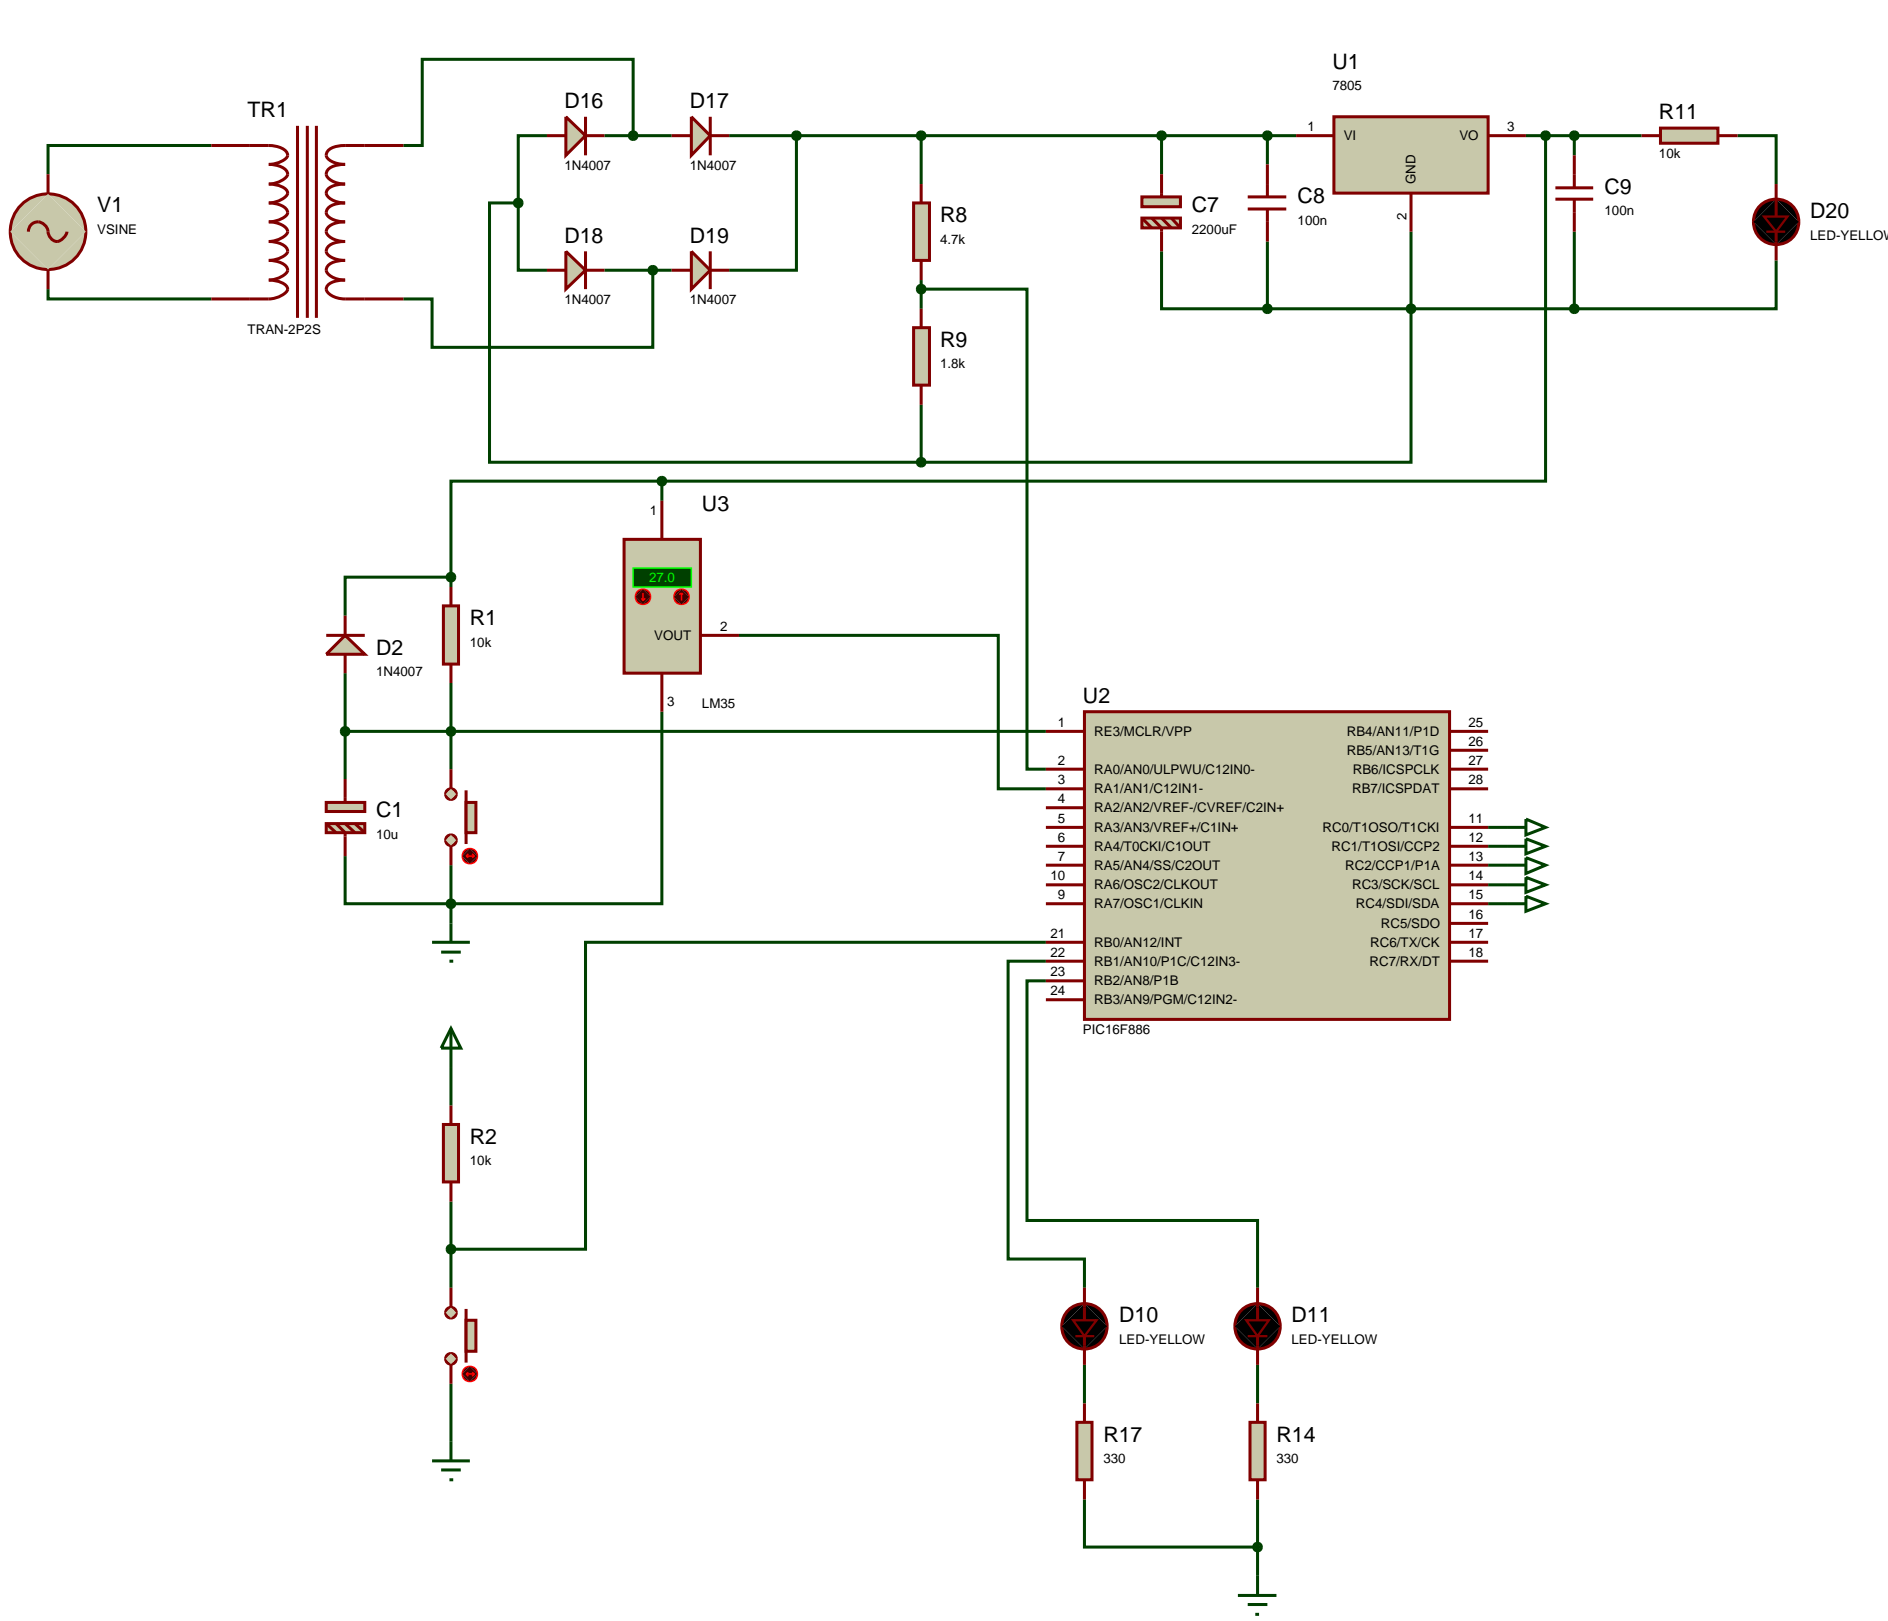 TR1
TRAN-2P2S
V1
VSINE
D16
1N4007
D17
1N4007
D18
1N4007
D19
1N4007
R8
4.7k
R9
1.8k
C7
2200uF
C8
100n
U1
7805
1
VI
VO
3
GND
2
C9
100n
R11
10k
D20
LED-YELLOW
U3
1
27.0
VOUT
2
3
LM35
R1
10k
D2
1N4007
C1
10u
U2
1
RE3/MCLR/VPP
2
RA0/AN0/ULPWU/C12IN0-
3
RA1/AN1/C12IN1-
4
RA2/AN2/VREF-/CVREF/C2IN+
5
RA3/AN3/VREF+/C1IN+
6
RA4/T0CKI/C1OUT
7
RA5/AN4/SS/C2OUT
10
RA6/OSC2/CLKOUT
9
RA7/OSC1/CLKIN
21
RB0/AN12/INT
22
RB1/AN10/P1C/C12IN3-
23
RB2/AN8/P1B
24
RB3/AN9/PGM/C12IN2-
RB4/AN11/P1D
25
RB5/AN13/T1G
26
RB6/ICSPCLK
27
RB7/ICSPDAT
28
RC0/T1OSO/T1CKI
11
RC1/T1OSI/CCP2
12
RC2/CCP1/P1A
13
RC3/SCK/SCL
14
RC4/SDI/SDA
15
RC5/SDO
16
RC6/TX/CK
17
RC7/RX/DT
18
PIC16F886
R2
10k
D10
LED-YELLOW
D11
LED-YELLOW
R17
330
R14
330